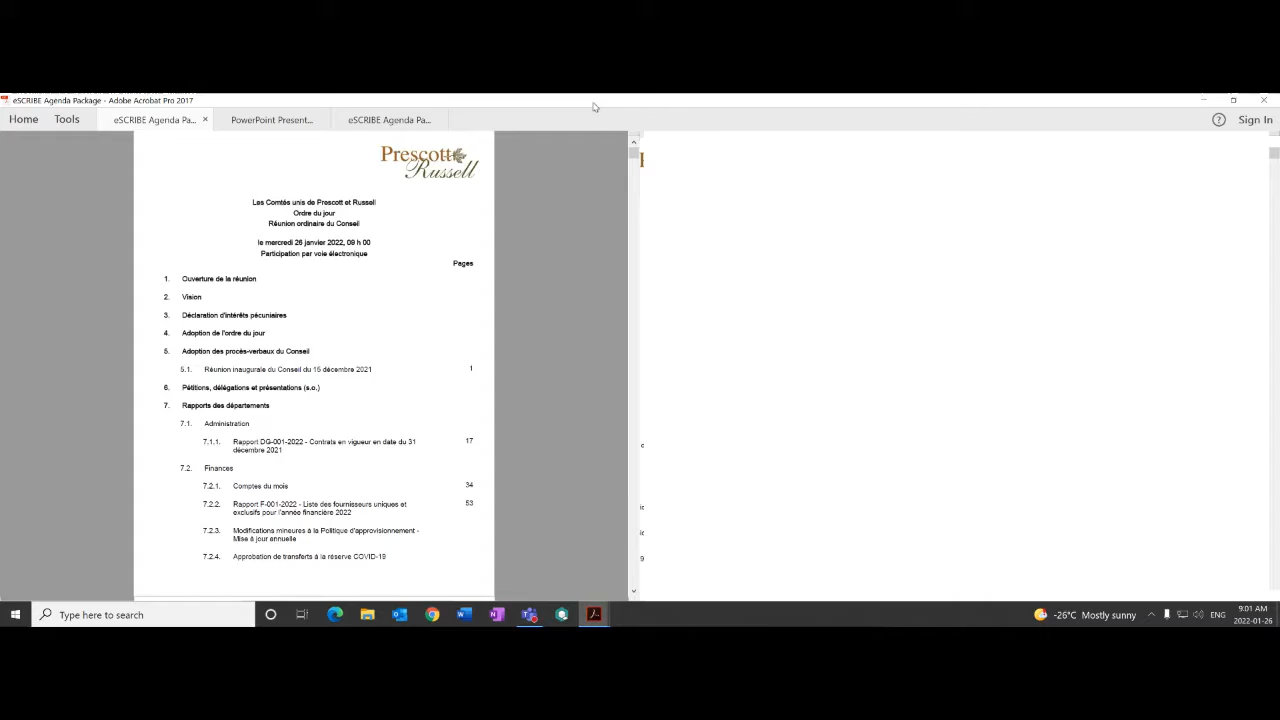 eSCRIBE Agenda Package - Adobe Acrobat Pro 2017
Home Tools eSCRIBE Agenda Pa... × PowerPoint Present... eSCRIBE Agenda Pa... Sign In
Prescott
Russell
Les Comtés unis de Prescott et Russell
Ordre du jour
Réunion ordinaire du Conseil
le mercredi 26 janvier 2022, 09 h 00
Participation par voie électronique
Pages
1. Ouverture de la réunion
2. Vision
3. Déclaration d'intérêts pécuniaires
4. Adoption de l'ordre du jour
5. Adoption des procès-verbaux du Conseil
5.1. Réunion inaugurale du Conseil du 15 décembre 2021 1
6. Pétitions, délégations et présentations (s.o.)
7. Rapports des départements
7.1. Administration
7.1.1. Rapport DG-001-2022 - Contrats en vigueur en date du 31 17
décembre 2021
7.2. Finances
7.2.1. Comptes du mois 34
7.2.2. Rapport F-001-2022 - Liste des fournisseurs uniques et 53
exclusifs pour l'année financière 2022
7.2.3. Modifications mineures à la Politique d'approvisionnement -
Mise à jour annuelle
7.2.4. Approbation de transferts à la réserve COVID-19
Type here to search
-26°C Mostly sunny
ENG
9:01 AM
2022-01-26